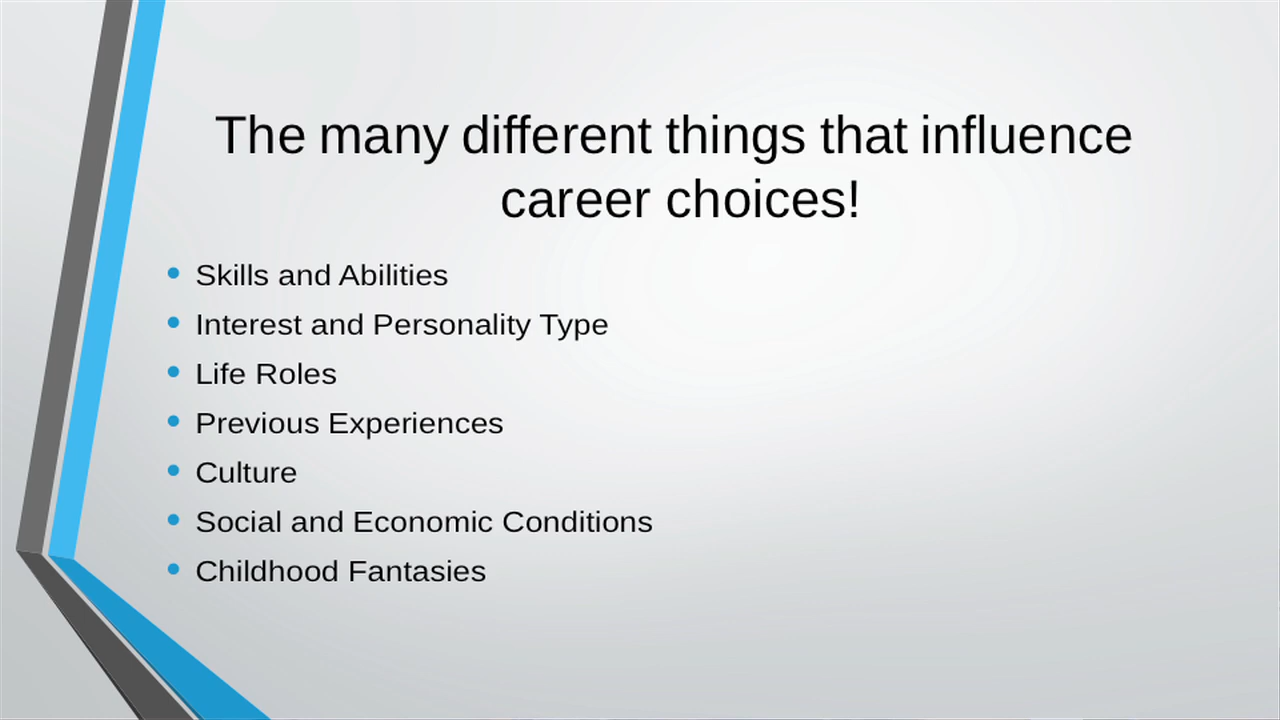 The many different things that influence
career choices!
• Skills and Abilities
• Interest and Personality Type
• Life Roles
• Previous Experiences
• Culture
• Social and Economic Conditions
• Childhood Fantasies